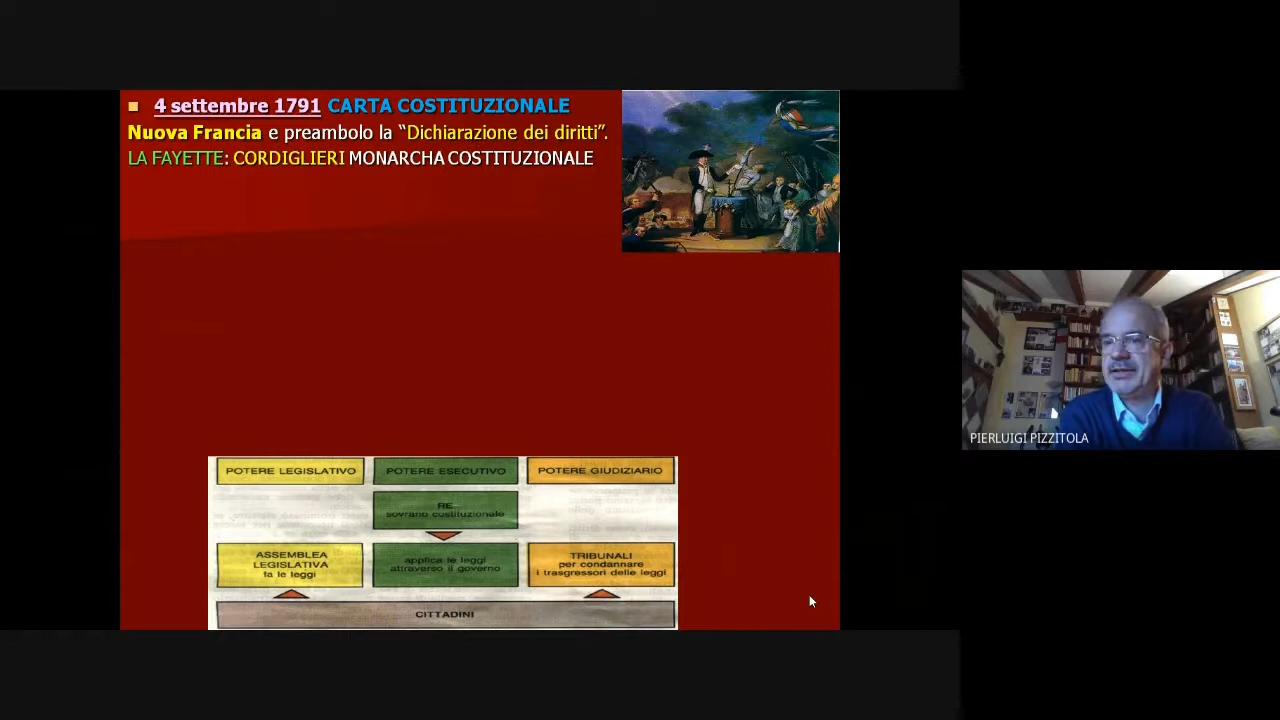 4 settembre 1791 CARTA COSTITUZIONALE
Nuova Francia e preambolo la “Dichiarazione dei diritti”.
LA FAYETTE: CORDIGLIERI MONARCHA COSTITUZIONALE
POTERE LEGISLATIVO POTERE ESECUTIVO POTERE GIUDIZIARIO
RE
sovrano costituzionale
ASSEMBLEA
LEGISLATIVA
fa le leggi
applica le leggi
attraverso il governo
TRIBUNALI
per condannare
i trasgressori delle leggi
CITTADINI
PIERLUIGI PIZZITOLA